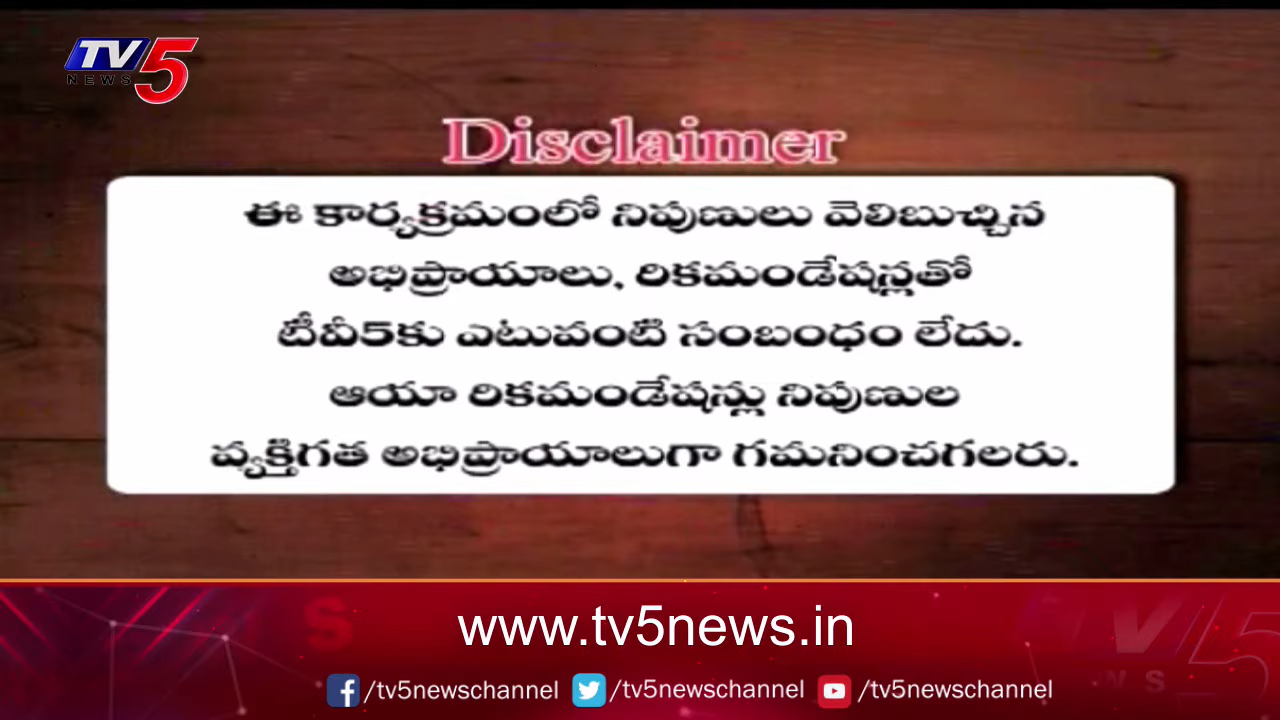 TV5
NEWS
Disclaimer
ఈ కార్యక్రమంలో నిపుణులు వెలిబుచ్చిన
అభిప్రాయాలు, రికమండేషన్లతో
టీవీ5కు ఎటువంటి సంబంధం లేదు.
ఆయా రికమండేషన్లు నిపుణుల
వ్యక్తిగత అభిప్రాయాలుగా గమనించగలరు.
www.tv5news.in
/tv5newschannel /tv5newschannel /tv5newschannel